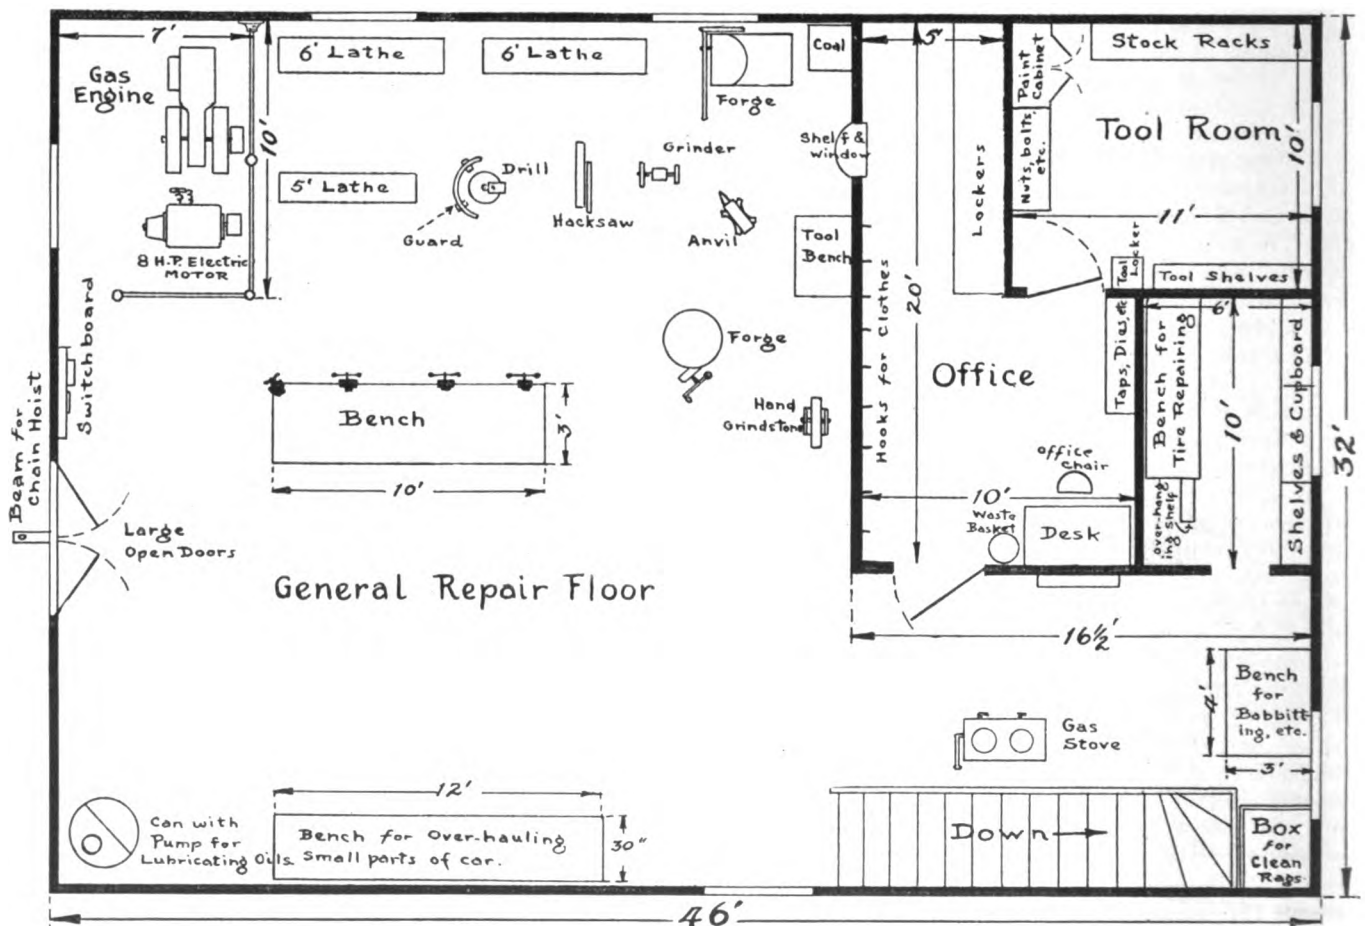 7'
Gas
Engine
10'
8 H.P. Electric
MOTOR
6' Lathe
6' Lathe
5' Lathe
Guard
Drill
Hacksaw
Grinder
Forge
Coal
Shelf &
Window
Anvil
Tool
Bench
5'
20'
Lockers
Hooks for Clothes
Paint
Cabinet
Nuts, bolts,
etc.
Stock Racks
Tool Room
10'
11'
Tool
Locker
Tool Shelves
Switchboard
Beam for
Chain Hoist
Large
Open Doors
Bench
3'
10'
Forge
Hand
Grindstone
Office
Taps, Dies, etc
6'
Bench for
Tire Repairing
10'
Shelves & Cupboard
over-hang
ing Shelf
office
chair
10'
Waste
Basket
Desk
32'
General Repair Floor
16½'
4'
Bench
for
Babbitt-
ing, etc.
3'
Gas
Stove
12'
Can with
Pump for
Lubricating Oils.
Bench for Over-hauling
Small parts of car.
30"
Down
Box
for
Clean
Rags
46'